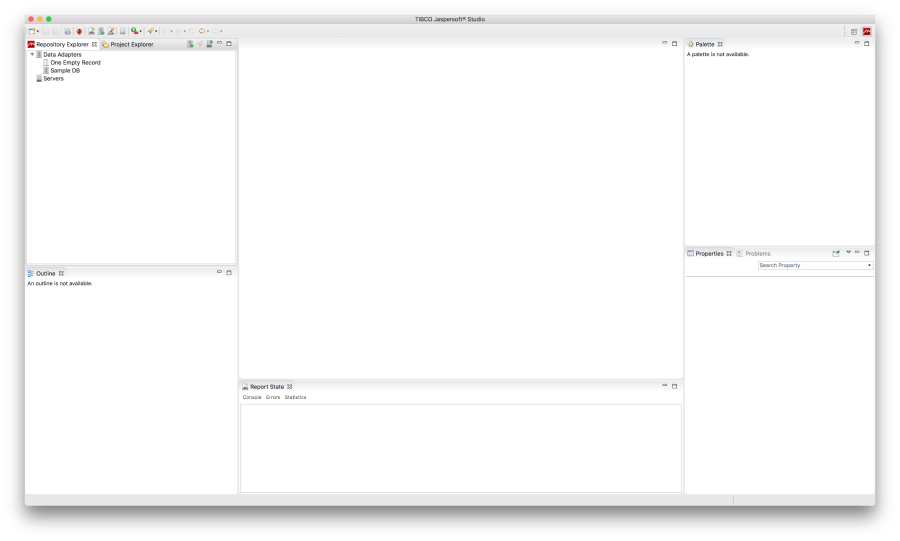 TIBCO Jaspersoft® Studio
Repository Explorer
Project Explorer
Data Adapters
One Empty Record
Sample DB
Servers
Outline
An outline is not available.
Report State
Console Errors Statistics
Palette
A palette is not available.
Properties
Problems
Search Property